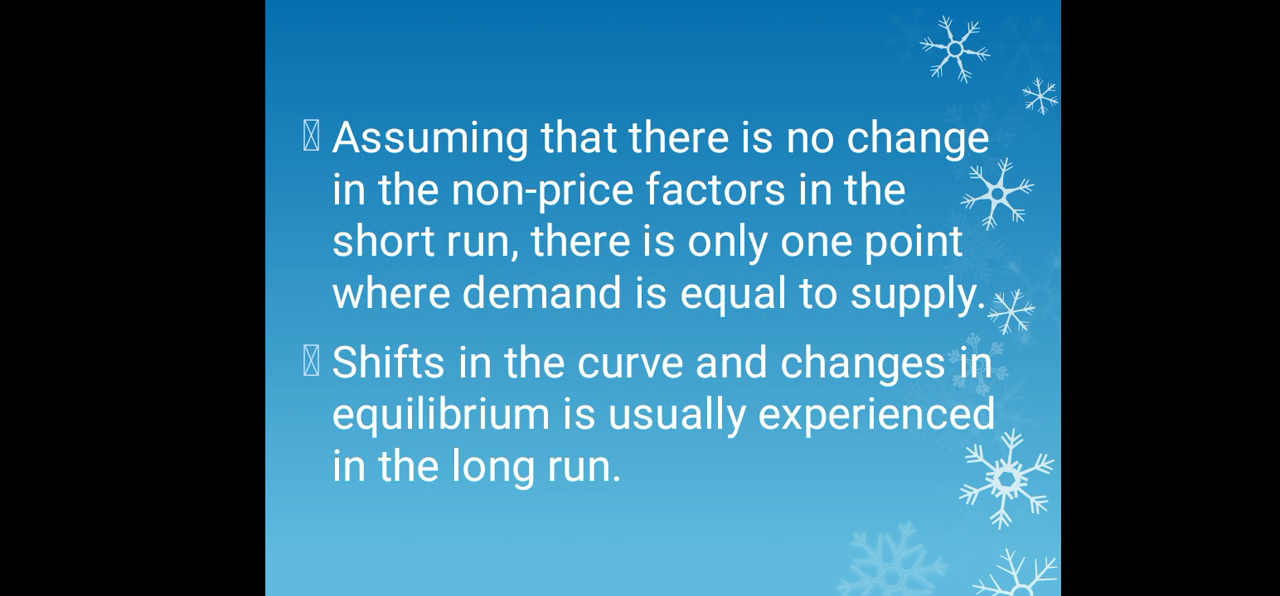 Assuming that there is no change
in the non-price factors in the
short run, there is only one point
where demand is equal to supply.
Shifts in the curve and changes in
equilibrium is usually experienced
in the long run.